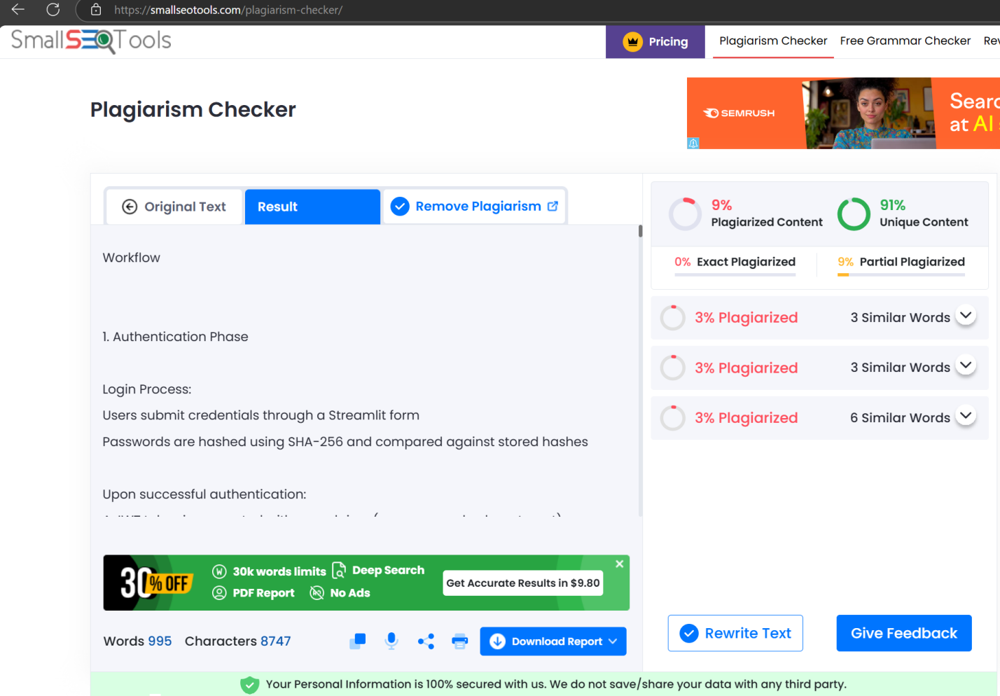 https://smallseotools.com/plagiarism-checker/
SmallSEOTools
Pricing
Plagiarism Checker
Free Grammar Checker
Rev
Plagiarism Checker
SEMRUSH
Searc
at AI
Original Text
Result
Remove Plagiarism
9%
Plagiarized Content
91%
Unique Content
0% Exact Plagiarized
9% Partial Plagiarized
3% Plagiarized
3 Similar Words
3% Plagiarized
3 Similar Words
3% Plagiarized
6 Similar Words
Workflow
1. Authentication Phase
Login Process:
Users submit credentials through a Streamlit form
Passwords are hashed using SHA-256 and compared against stored hashes
Upon successful authentication:
30% OFF
30k words limits
Deep Search
PDF Report
No Ads
Get Accurate Results in $9.80
Words 995
Characters 8747
Download Report
Rewrite Text
Give Feedback
Your Personal Information is 100% secured with us. We do not save/share your data with any third party.